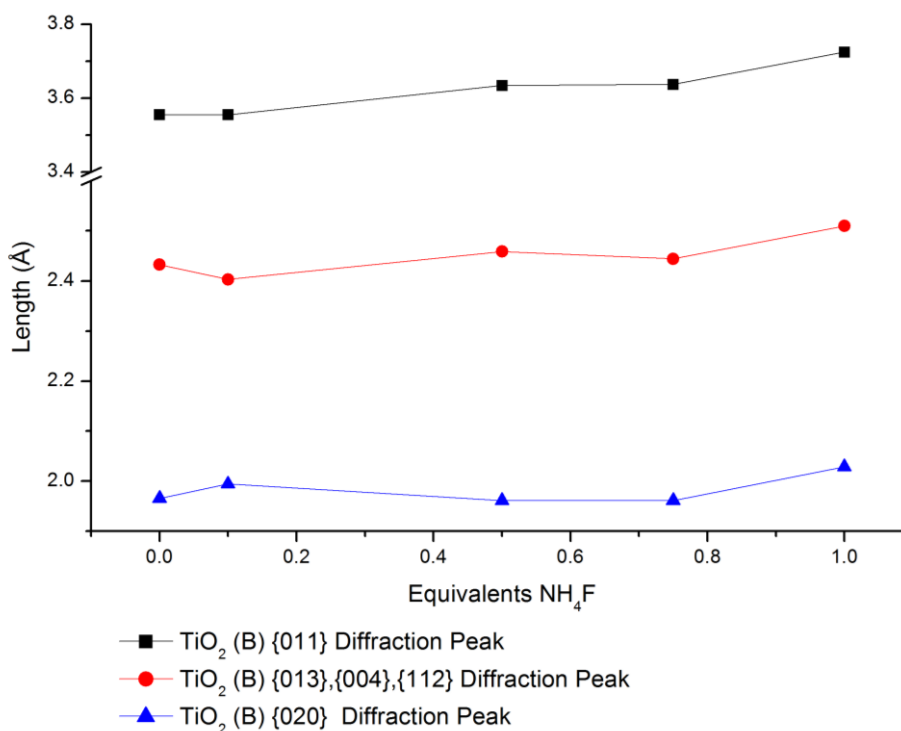 3.8
3.6
3.4
2.4
2.2
2.0
Length (Å)
0.0 0.2 0.4 0.6 0.8 1.0
Equivalents NH₄F
TiO₂ (B) {011} Diffraction Peak
TiO₂ (B) {013},{004},{112} Diffraction Peak
TiO₂ (B) {020} Diffraction Peak